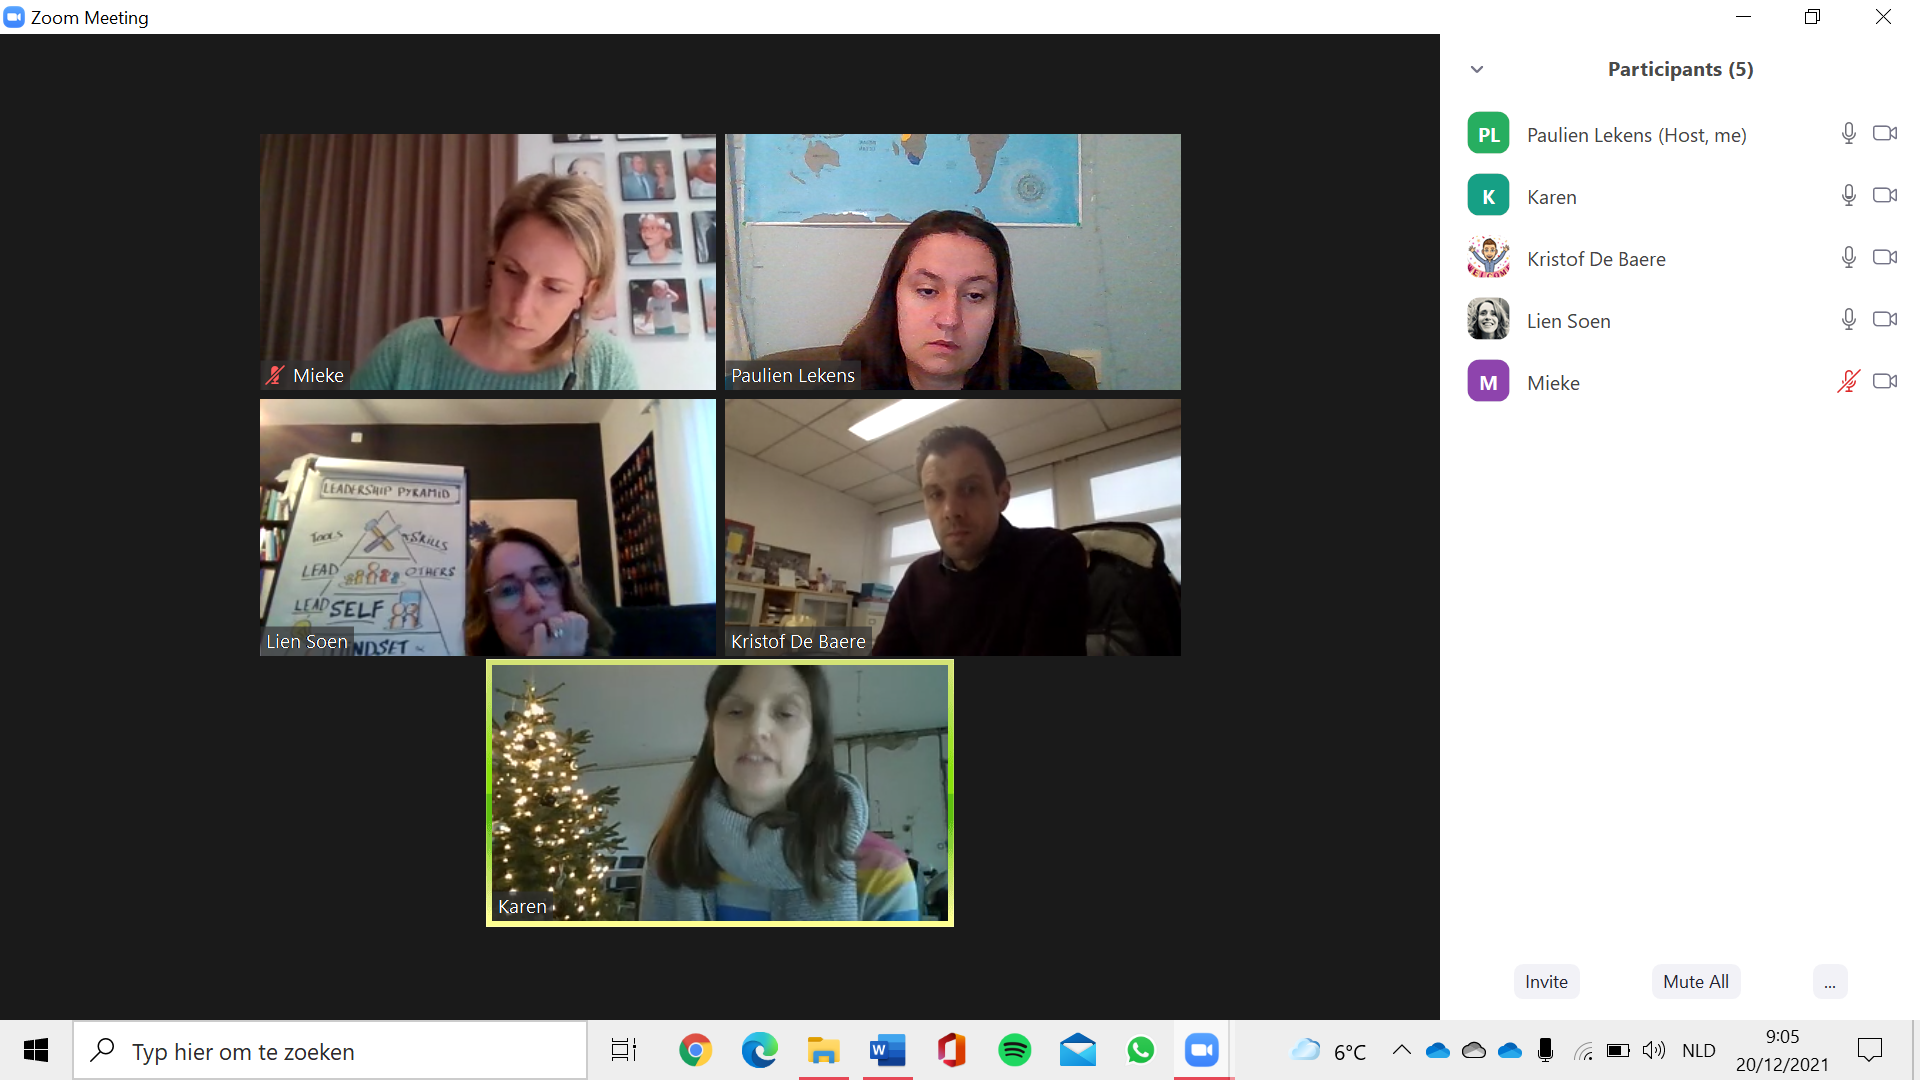 Zoom Meeting
Participants (5)
PL
Paulien Lekens (Host, me)
K
Karen
Kristof De Baere
Lien Soen
M
Mieke
Mieke
Paulien Lekens
LEADERSHIP PYRAMID
TOOLS
SKILLS
LEAD
OTHERS
LEAD SELF
NDSET
Lien Soen
Kristof De Baere
Karen
Invite
Mute All
...
Typ hier om te zoeken
W
6°C
NLD
9:05
20/12/2021